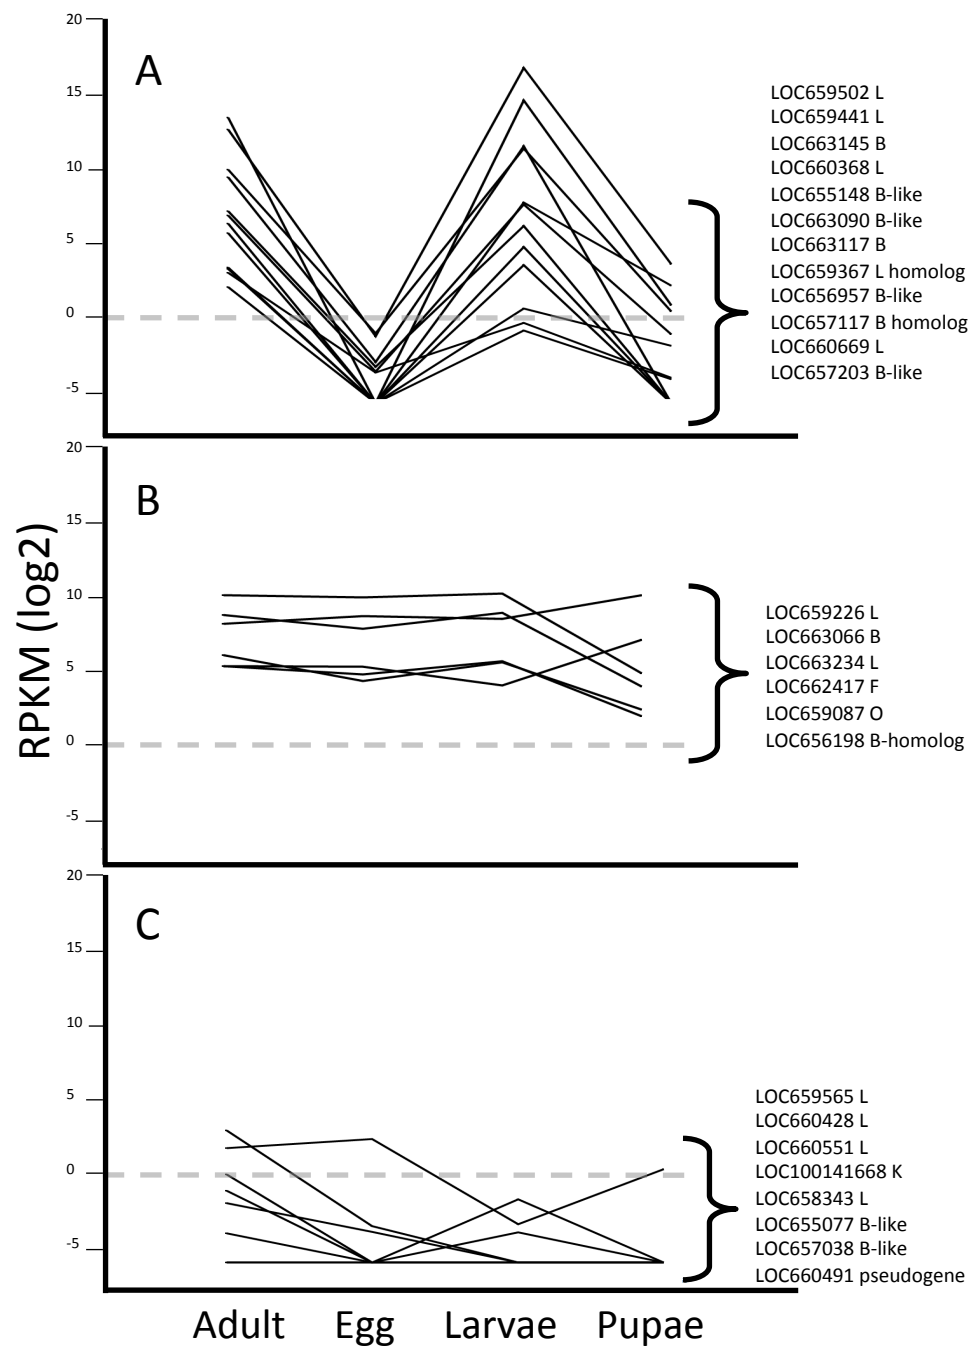 RPKM (log2)
A
20
15
10
5
0
-5
LOC659502 L
LOC659441 L
LOC663145 B
LOC660368 L
LOC655148 B-like
LOC663090 B-like
LOC663117 B
LOC659367 L homolog
LOC656957 B-like
LOC657117 B homolog
LOC660669 L
LOC657203 B-like
B
20
15
10
5
0
-5
LOC659226 L
LOC663066 B
LOC663234 L
LOC662417 F
LOC659087 O
LOC656198 B-homolog
C
20
15
10
5
0
-5
LOC659565 L
LOC660428 L
LOC660551 L
LOC100141668 K
LOC658343 L
LOC655077 B-like
LOC657038 B-like
LOC660491 pseudogene
Adult Egg Larvae Pupae